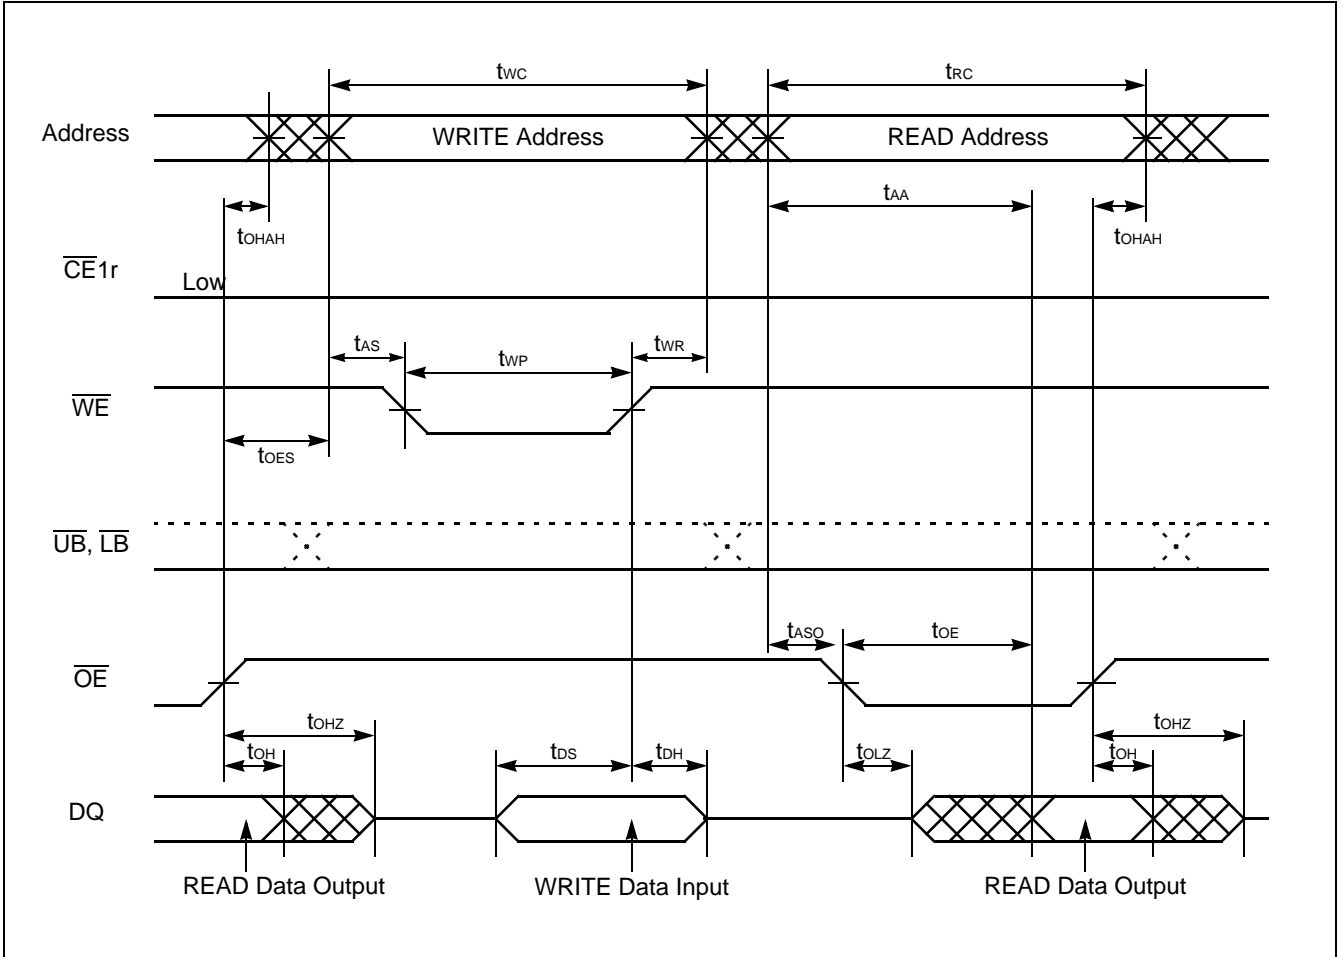 tWC tRC
Address WRITE Address READ Address
tAA
tOHAH tOHAH
CE1r Low
tAS tWP tWR
WE
tOES
UB, LB
tASO tOE
OE
tOHZ tOHZ
tOH tDS tDH tOLZ tOH
DQ
READ Data Output WRITE Data Input READ Data Output